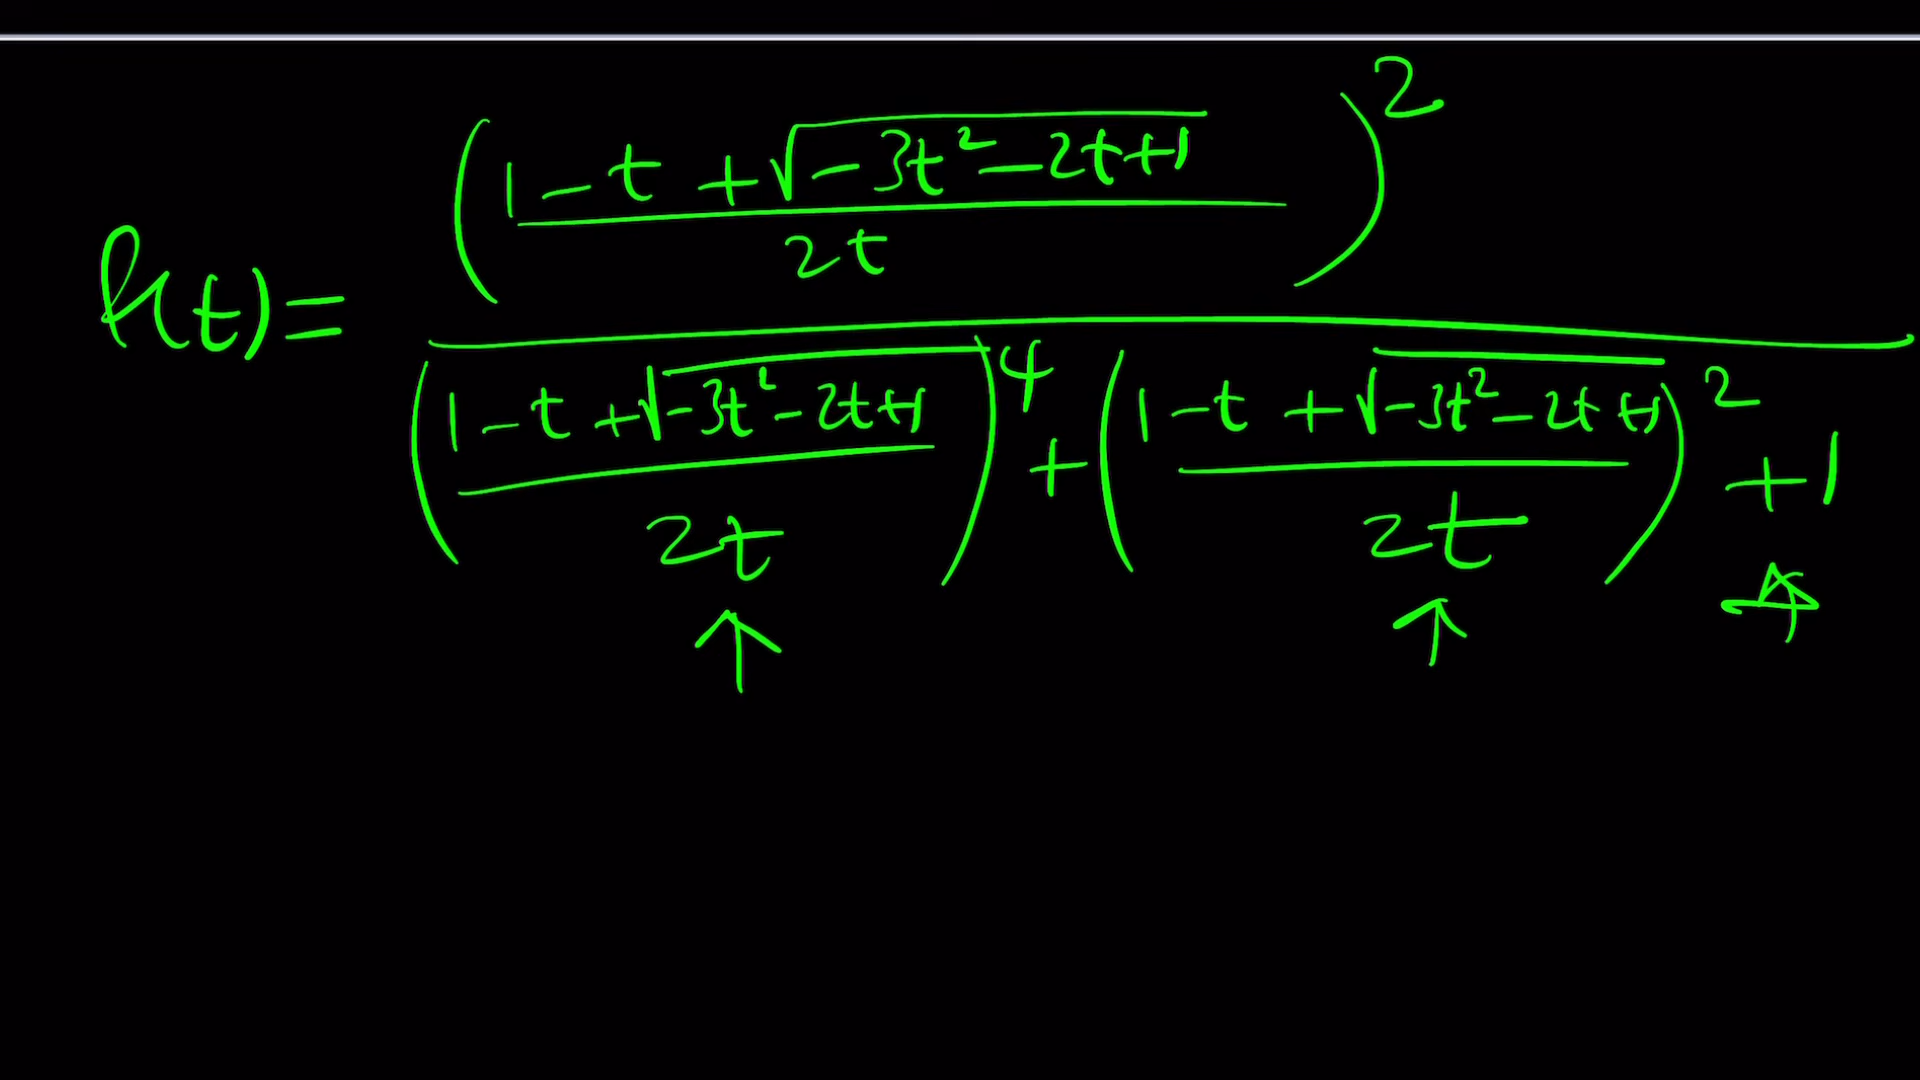 f(t) = ((1 - t + √(-3t² - 2t + 1)) / 2t)² / (((1 - t + √(-3t² - 2t + 1)) / 2t)⁴ + ((1 - t + √(-3t² - 2t + 1)) / 2t)² + 1)